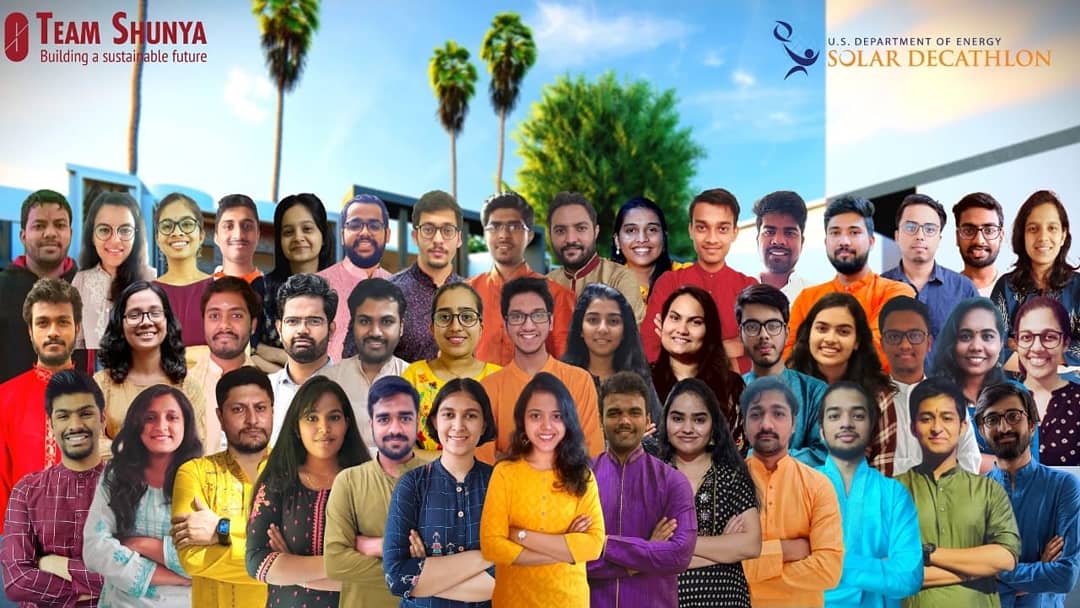 TEAM SHUNYA
Building a sustainable future
U.S. DEPARTMENT OF ENERGY
SOLAR DECATHLON